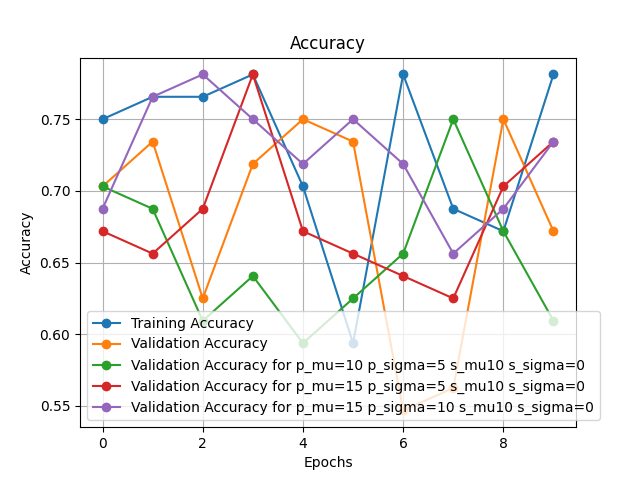 Accuracy
0.75
0.70
0.65
0.60
0.55
Accuracy
Training Accuracy
Validation Accuracy
Validation Accuracy for p_mu=10 p_sigma=5 s_mu10 s_sigma=0
Validation Accuracy for p_mu=15 p_sigma=5 s_mu10 s_sigma=0
Validation Accuracy for p_mu=15 p_sigma=10 s_mu10 s_sigma=0
0 2 4 6 8
Epochs